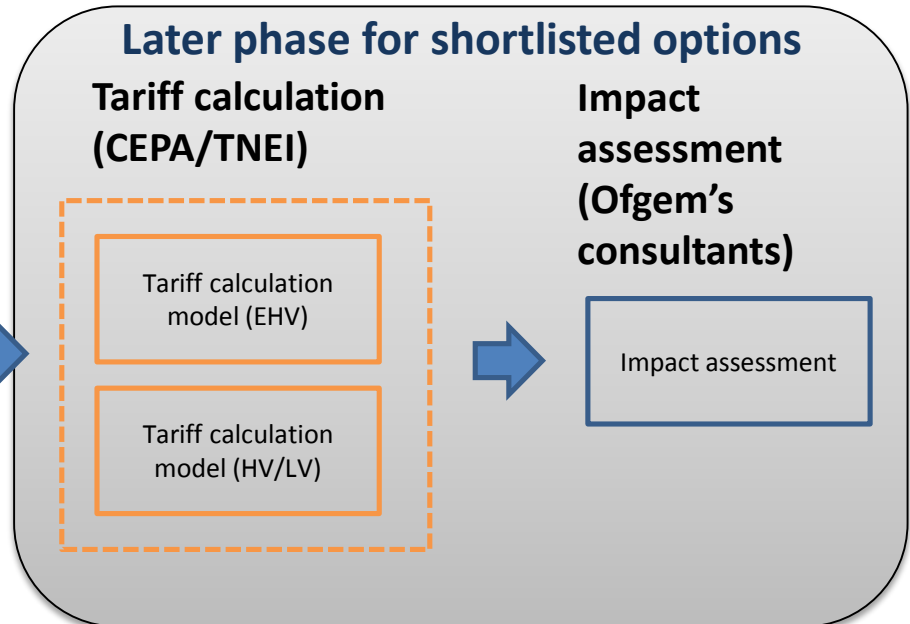 Later phase for shortlisted options
Tariff calculation
(CEPA/TNEI)
Tariff calculation
model (EHV)
Tariff calculation
model (HV/LV)
Impact
assessment
(Ofgem's
consultants)
Impact assessment